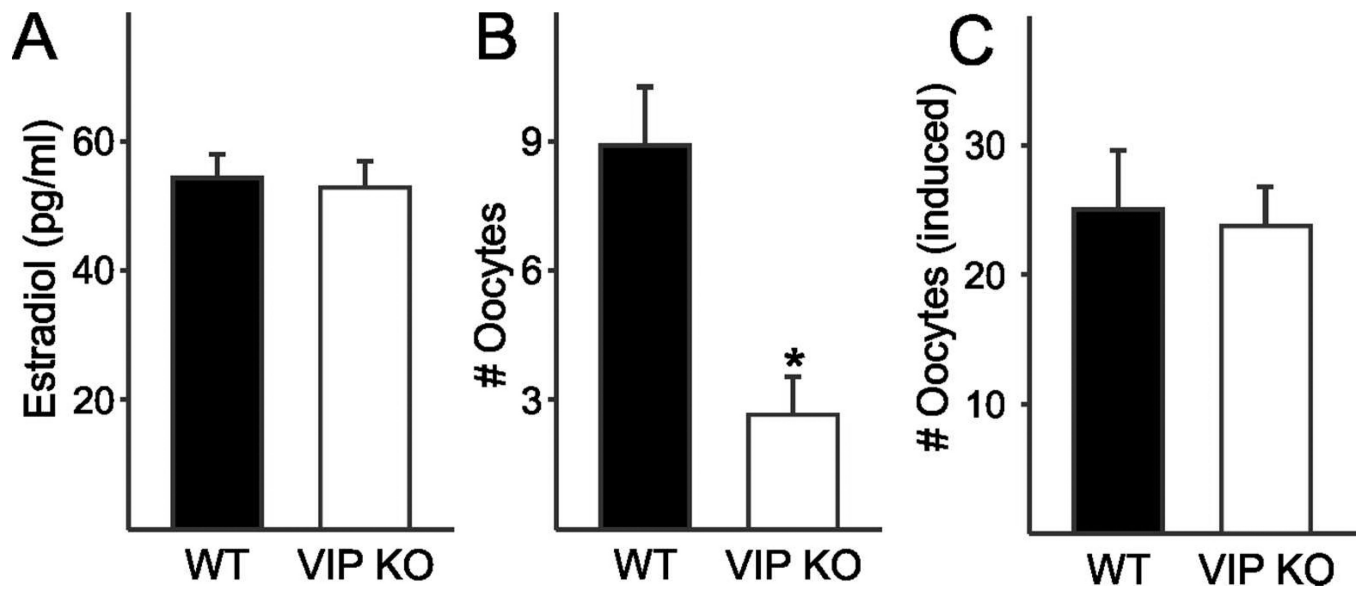 A
Estradiol (pg/ml)
60
40
20
WT VIP KO
B
# Oocytes
9
6
3
*
WT VIP KO
C
# Oocytes (induced)
30
20
10
WT VIP KO